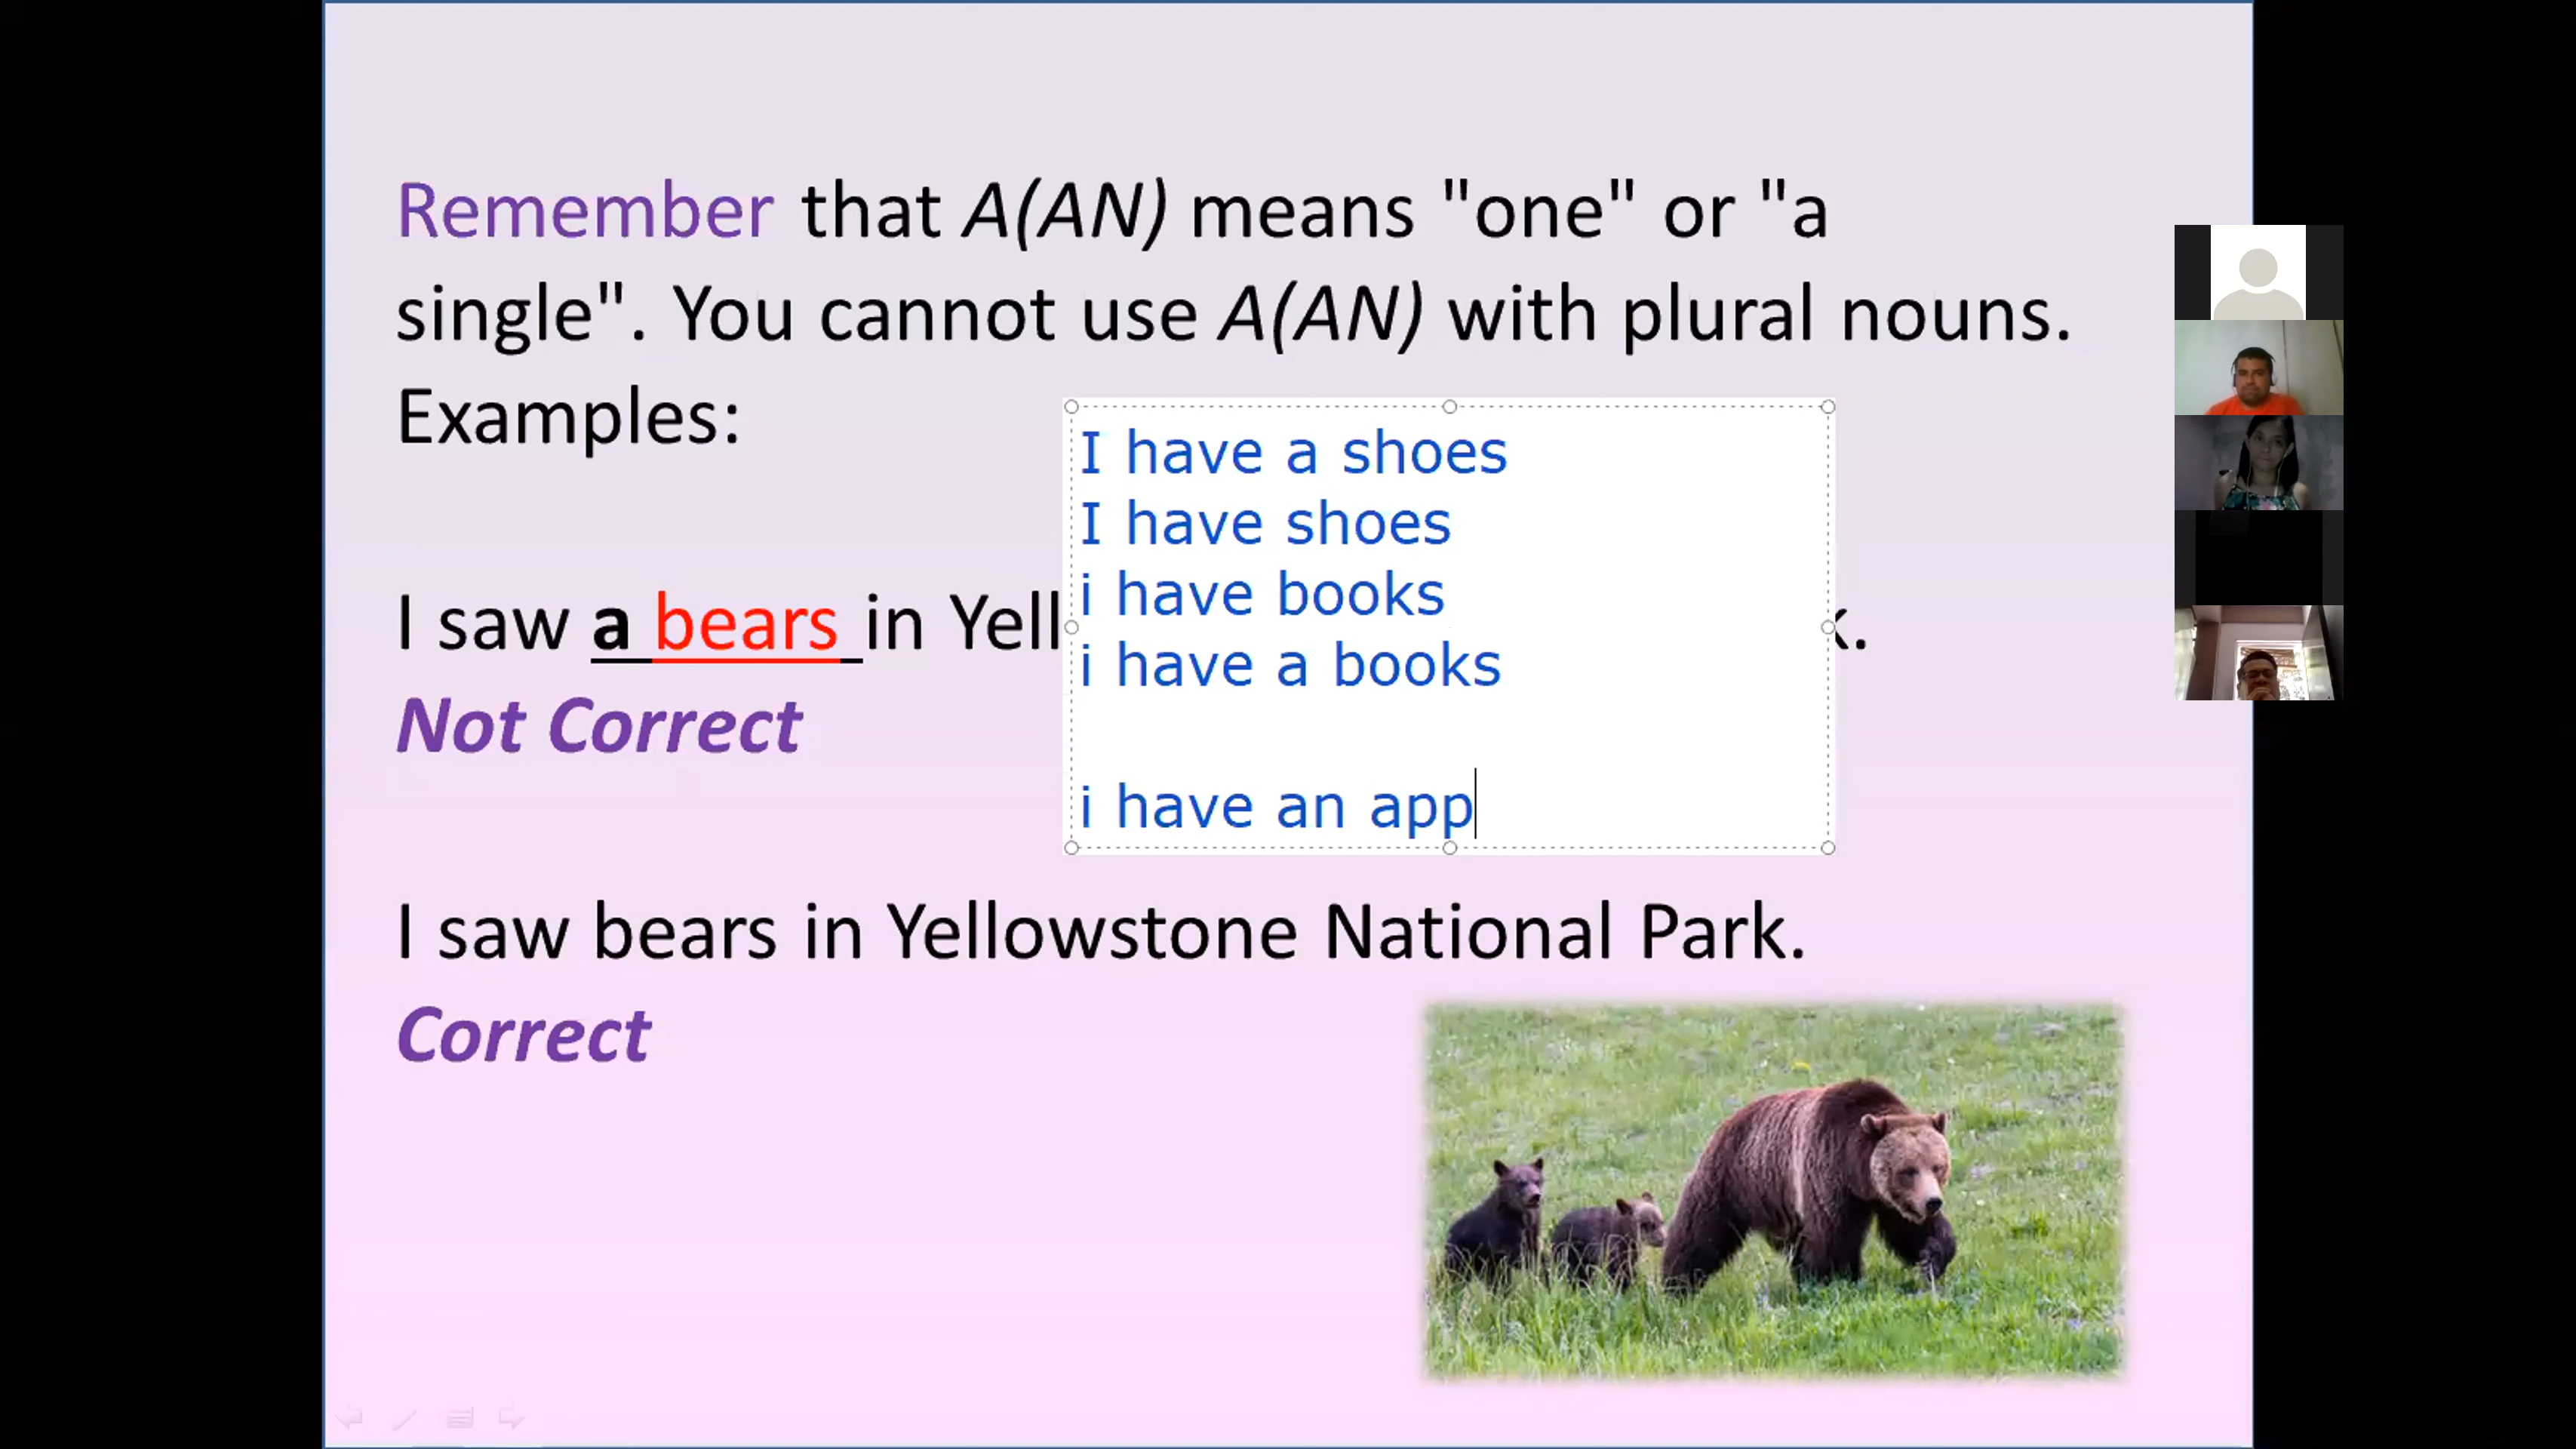 Remember that A(AN) means "one" or "a
single". You cannot use A(AN) with plural nouns.
Examples:
I saw a bears in Yell k.
Not Correct
I have a shoes
I have shoes
i have books
i have a books
i have an app
I saw bears in Yellowstone National Park.
Correct